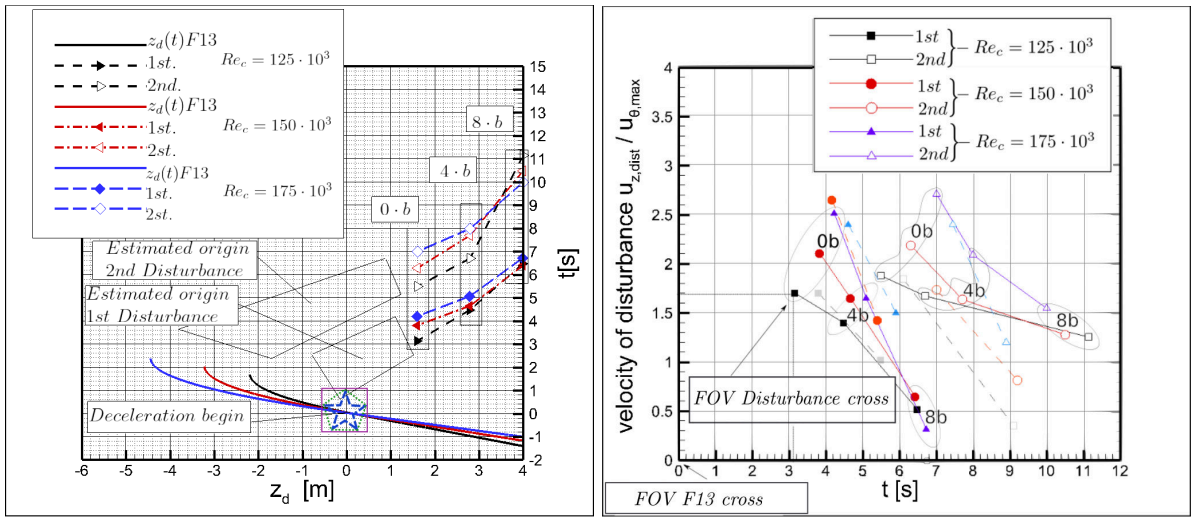 z_d(t)F13
1st. Re_c = 125 · 10^3
2nd.
z_d(t)F13
1st. Re_c = 150 · 10^3
2st.
z_d(t)F13
1st. Re_c = 175 · 10^3
2st.
8 · b
4 · b
0 · b
Estimated origin
2nd Disturbance
Estimated origin
1st Disturbance
Deceleration begin
15
14
13
12
11
10
9
8
7
6
5
4
3
2
1
0
-1
-2
t[s]
-6 -5 -4 -3 -2 -1 0 1 2 3 4
z_d [m]
1st
2nd
Re_c = 125 · 10^3
1st
2nd
Re_c = 150 · 10^3
1st
2nd
Re_c = 175 · 10^3
velocity of disturbance u_z,dist / u_θ,max
4
3.5
3
2.5
2
1.5
1
0.5
0
0b
0b
4b
4b
8b
8b
FOV Disturbance cross
0 1 2 3 4 5 6 7 8 9 10 11 12
t [s]
FOV F13 cross